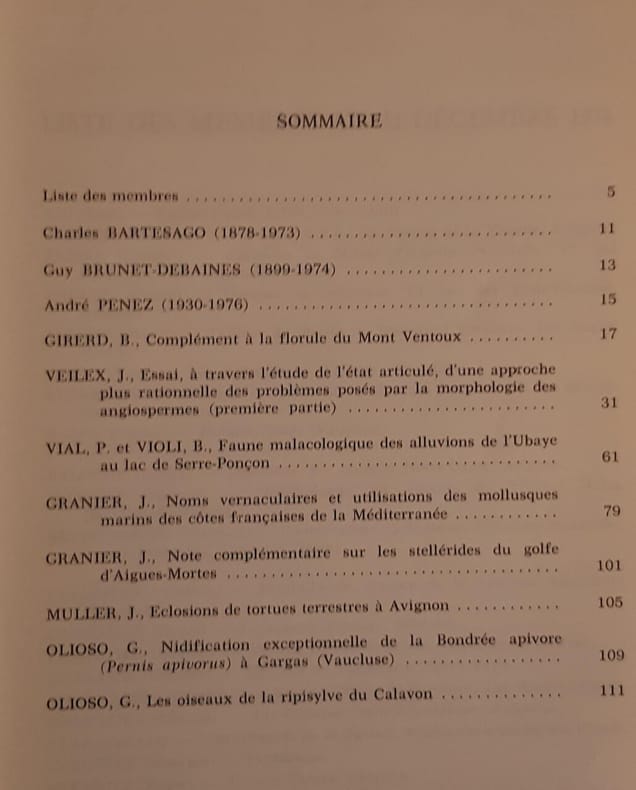 SOMMAIRE
Liste des membres ........................................ 5
Charles BARTESAGO (1878-1973) ........................... 11
Guy BRUNET-DEBAINES (1899-1974) ........................ 13
André PENEZ (1930-1976) ................................. 15
GIRERD, B., Complément à la florule du Mont Ventoux .......... 17
VEILEX, J., Essai, à travers l'étude de l'état articulé, d'une approche
plus rationnelle des problèmes posés par la morphologie des
angiospermes (première partie) ........................ 31
VIAL, P. et VIOLI, B., Faune malacologique des alluvions de l'Ubaye
au lac de Serre-Ponçon ................................ 61
GRANIER, J., Noms vernaculaires et utilisations des mollusques
marins des côtes françaises de la Méditerranée ............ 79
GRANIER, J., Note complémentaire sur les stellérides du golfe
d'Aigues-Mortes ...................................... 101
MULLER, J., Eclosions de tortues terrestres à Avignon ............ 105
OLIOSO, G., Nidification exceptionnelle de la Bondrée apivore
(Pernis apivorus) à Gargas (Vaucluse) .................. 109
OLIOSO, G., Les oiseaux de la ripisylve du Calavon .............. 111